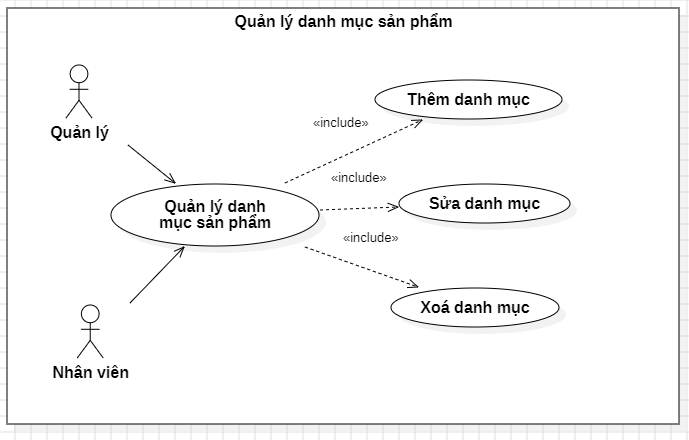 Quản lý danh mục sản phẩm
Thêm danh mục
«include»
Quản lý
«include»
Quản lý danh
mục sản phẩm
Sửa danh mục
«include»
Xoá danh mục
Nhân viên